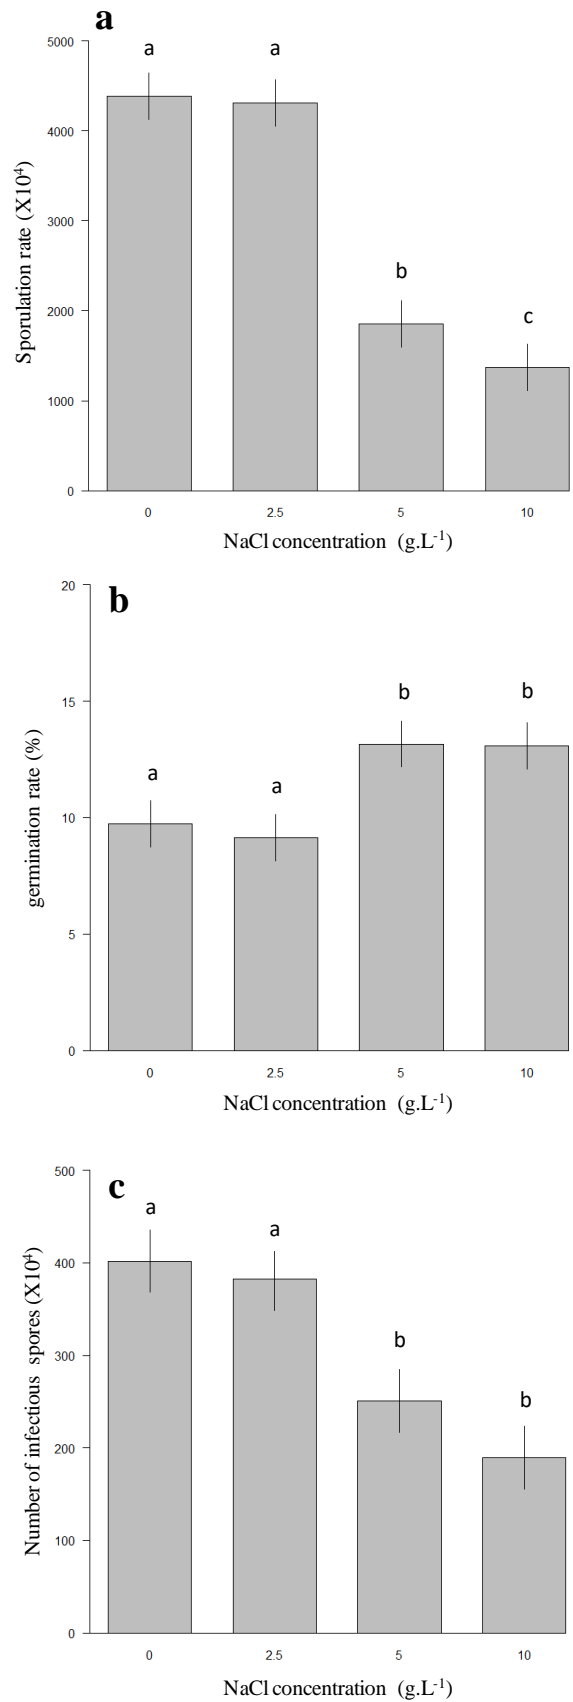 a
Sporulation rate (X10⁴)
5000
4000
3000
2000
1000
0
a
a
b
c
0
2.5
5
10
NaCl concentration (g.L⁻¹)
b
germination rate (%)
20
15
10
5
0
a
a
b
b
0
2.5
5
10
NaCl concentration (g.L⁻¹)
c
Number of infectious spores (X10⁴)
500
400
300
200
100
0
a
a
b
b
0
2.5
5
10
NaCl concentration (g.L⁻¹)